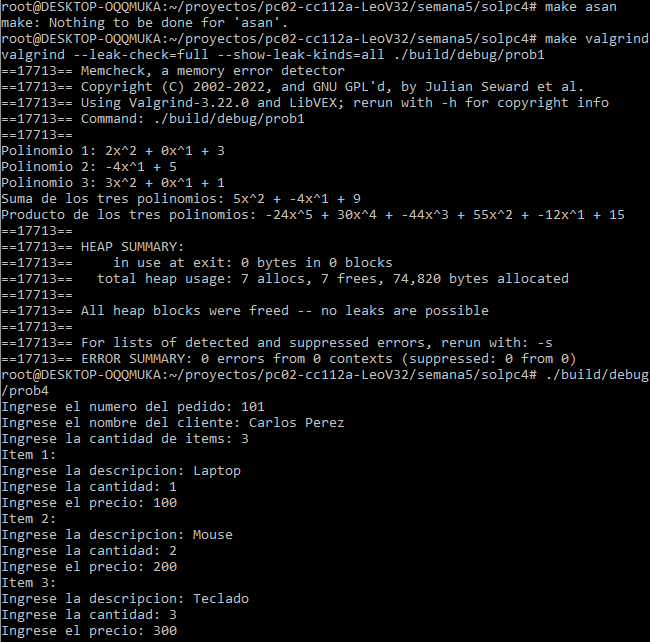 root@DESKTOP-OQQMUKA:~/proyectos/pc02-cc112a-LeoV32/semana5/solpc4# make asan
make: Nothing to be done for 'asan'.
root@DESKTOP-OQQMUKA:~/proyectos/pc02-cc112a-LeoV32/semana5/solpc4# make valgrind
valgrind --leak-check=full --show-leak-kinds=all ./build/debug/prob1
==17713== Memcheck, a memory error detector
==17713== Copyright (C) 2002-2022, and GNU GPL'd, by Julian Seward et al.
==17713== Using Valgrind-3.22.0 and LibVEX; rerun with -h for copyright info
==17713== Command: ./build/debug/prob1
==17713==
Polinomio 1: 2x^2 + 0x^1 + 3
Polinomio 2: -4x^1 + 5
Polinomio 3: 3x^2 + 0x^1 + 1
Suma de los tres polinomios: 5x^2 + -4x^1 + 9
Producto de los tres polinomios: -24x^5 + 30x^4 + -44x^3 + 55x^2 + -12x^1 + 15
==17713==
==17713== HEAP SUMMARY:
==17713==     in use at exit: 0 bytes in 0 blocks
==17713==   total heap usage: 7 allocs, 7 frees, 74,820 bytes allocated
==17713==
==17713== All heap blocks were freed -- no leaks are possible
==17713==
==17713== For lists of detected and suppressed errors, rerun with: -s
==17713== ERROR SUMMARY: 0 errors from 0 contexts (suppressed: 0 from 0)
root@DESKTOP-OQQMUKA:~/proyectos/pc02-cc112a-LeoV32/semana5/solpc4# ./build/debug
/prob4
Ingrese el numero del pedido: 101
Ingrese el nombre del cliente: Carlos Perez
Ingrese la cantidad de items: 3
Item 1:
Ingrese la descripcion: Laptop
Ingrese la cantidad: 1
Ingrese el precio: 100
Item 2:
Ingrese la descripcion: Mouse
Ingrese la cantidad: 2
Ingrese el precio: 200
Item 3:
Ingrese la descripcion: Teclado
Ingrese la cantidad: 3
Ingrese el precio: 300